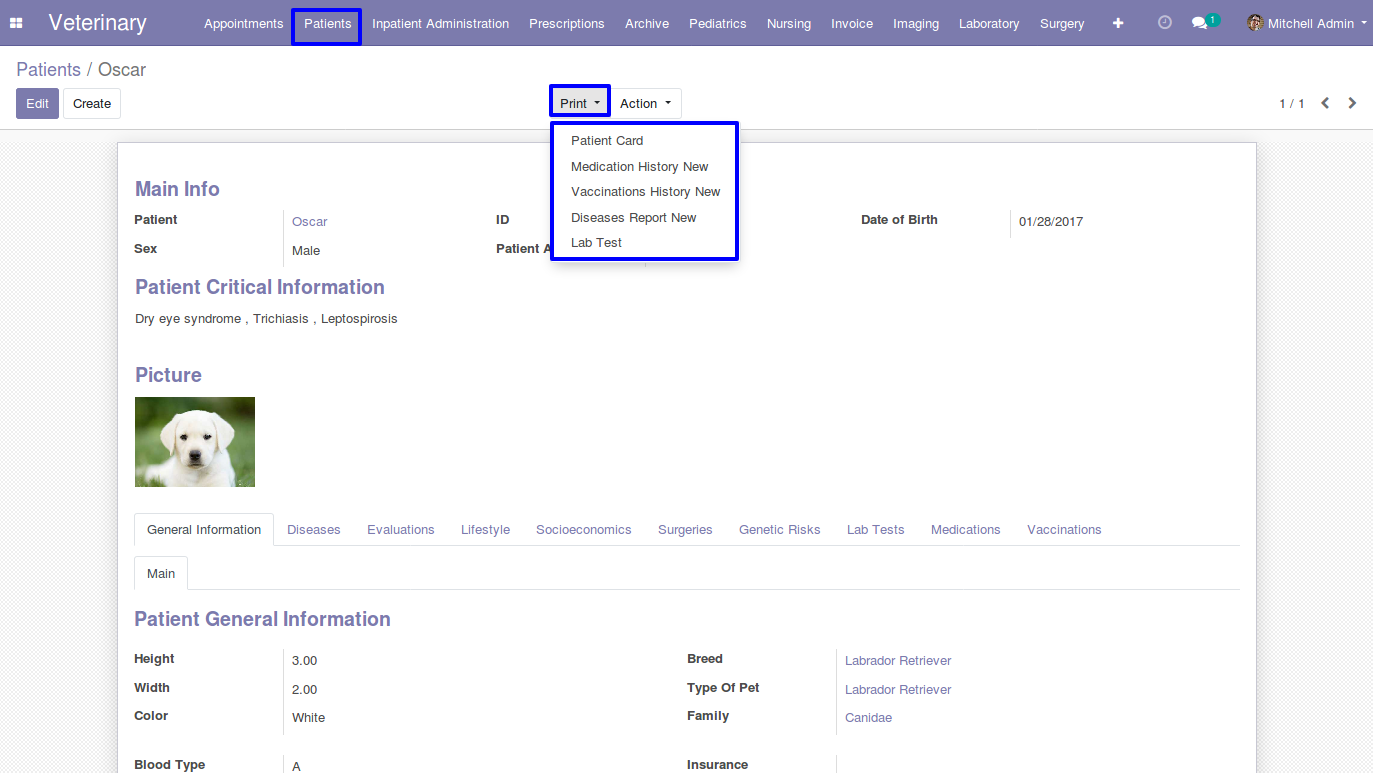 Veterinary Appointments Patients Inpatient Administration Prescriptions Archive Pediatrics Nursing Invoice Imaging Laboratory Surgery + 1 Mitchell Admin
Patients / Oscar
Edit Create Print Action 1 / 1
Patient Card
Medication History New
Vaccinations History New
Diseases Report New
Lab Test
Main Info
Patient Oscar ID Date of Birth 01/28/2017
Sex Male Patient A
Patient Critical Information
Dry eye syndrome , Trichiasis , Leptospirosis
Picture
General Information Diseases Evaluations Lifestyle Socioeconomics Surgeries Genetic Risks Lab Tests Medications Vaccinations
Main
Patient General Information
Height 3.00 Breed Labrador Retriever
Width 2.00 Type Of Pet Labrador Retriever
Color White Family Canidae
Blood Type A Insurance